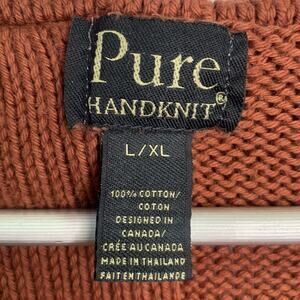 Pure
HANDKNIT®
L/XL
100% COTTON/
COTON
DESIGNED IN
CANADA/
CRÉE AU CANADA
MADE IN THAILAND
FAIT EN THAILANDE